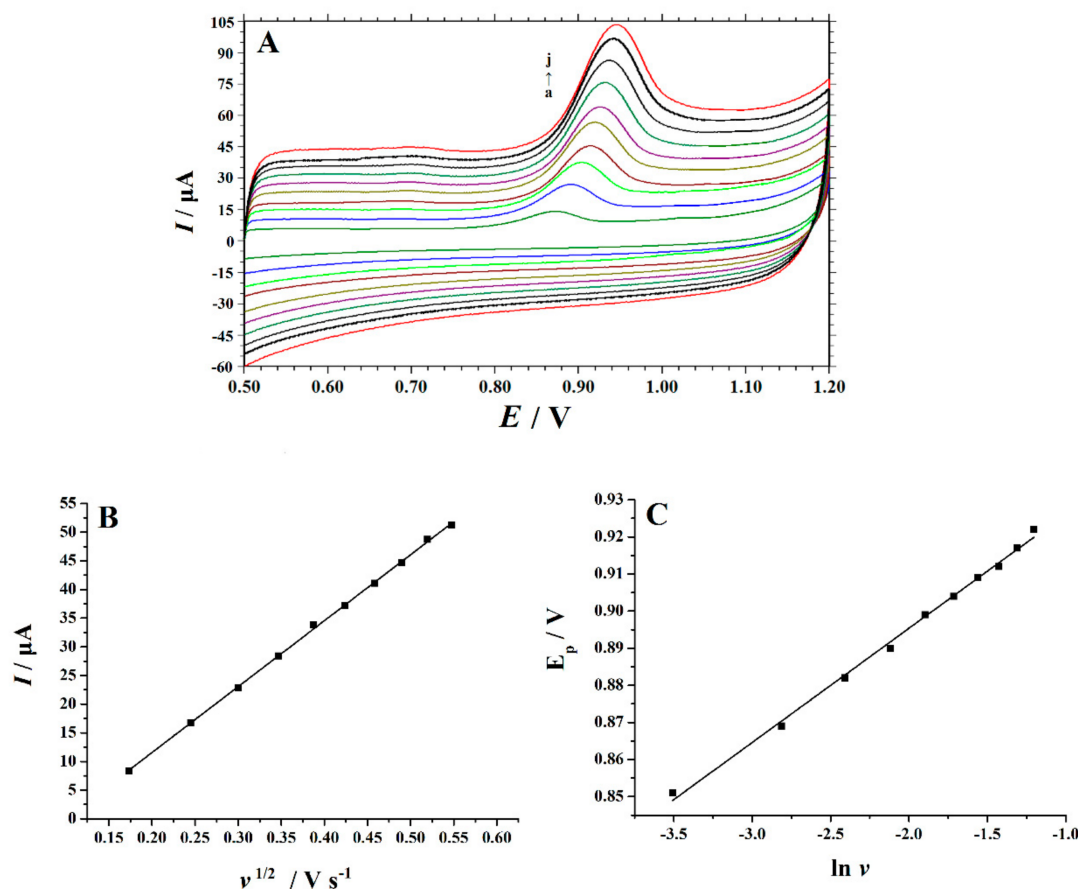 A
j
↑
a
105
90
75
60
45
30
15
0
-15
-30
-45
-60
I / µA
0.50 0.60 0.70 0.80 0.90 1.00 1.10 1.20
E / V
B
55
50
45
40
35
30
25
20
15
10
5
0
I / µA
0.15 0.20 0.25 0.30 0.35 0.40 0.45 0.50 0.55 0.60
ν 1/2 / V s-1
C
0.93
0.92
0.91
0.90
0.89
0.88
0.87
0.86
0.85
Ep / V
-3.5 -3.0 -2.5 -2.0 -1.5 -1.0
ln ν